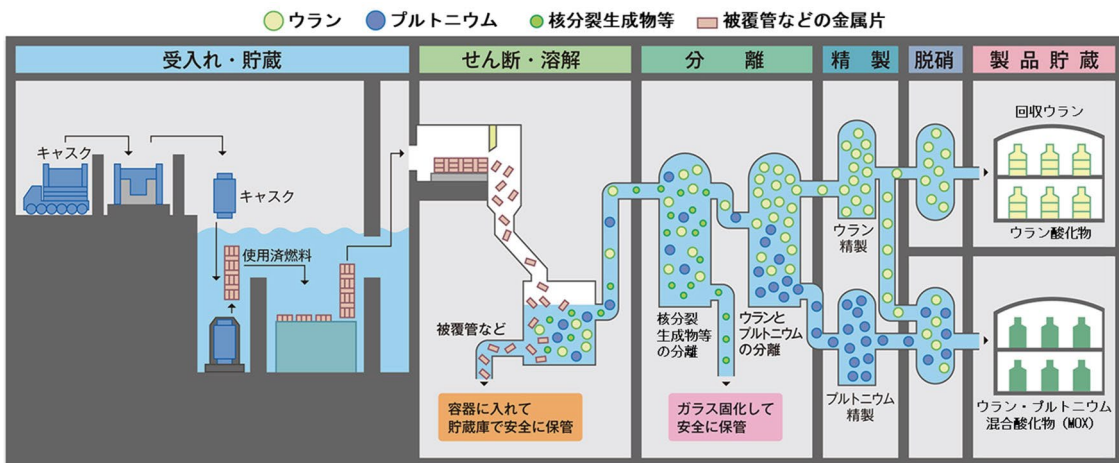 ウラン
プルトニウム
核分裂生成物等
被覆管などの金属片
受入れ・貯蔵
せん断・溶解
分離
精製
脱硝
製品貯蔵
キャスク
キャスク
使用済燃料
被覆管など
容器に入れて
貯蔵庫で安全に保管
核分裂
生成物等
の分離
ウランと
プルトニウム
の分離
ガラス固化して
安全に保管
ウラン
精製
プルトニウム
精製
回収ウラン
ウラン酸化物
ウラン・プルトニウム
混合酸化物（MOX）